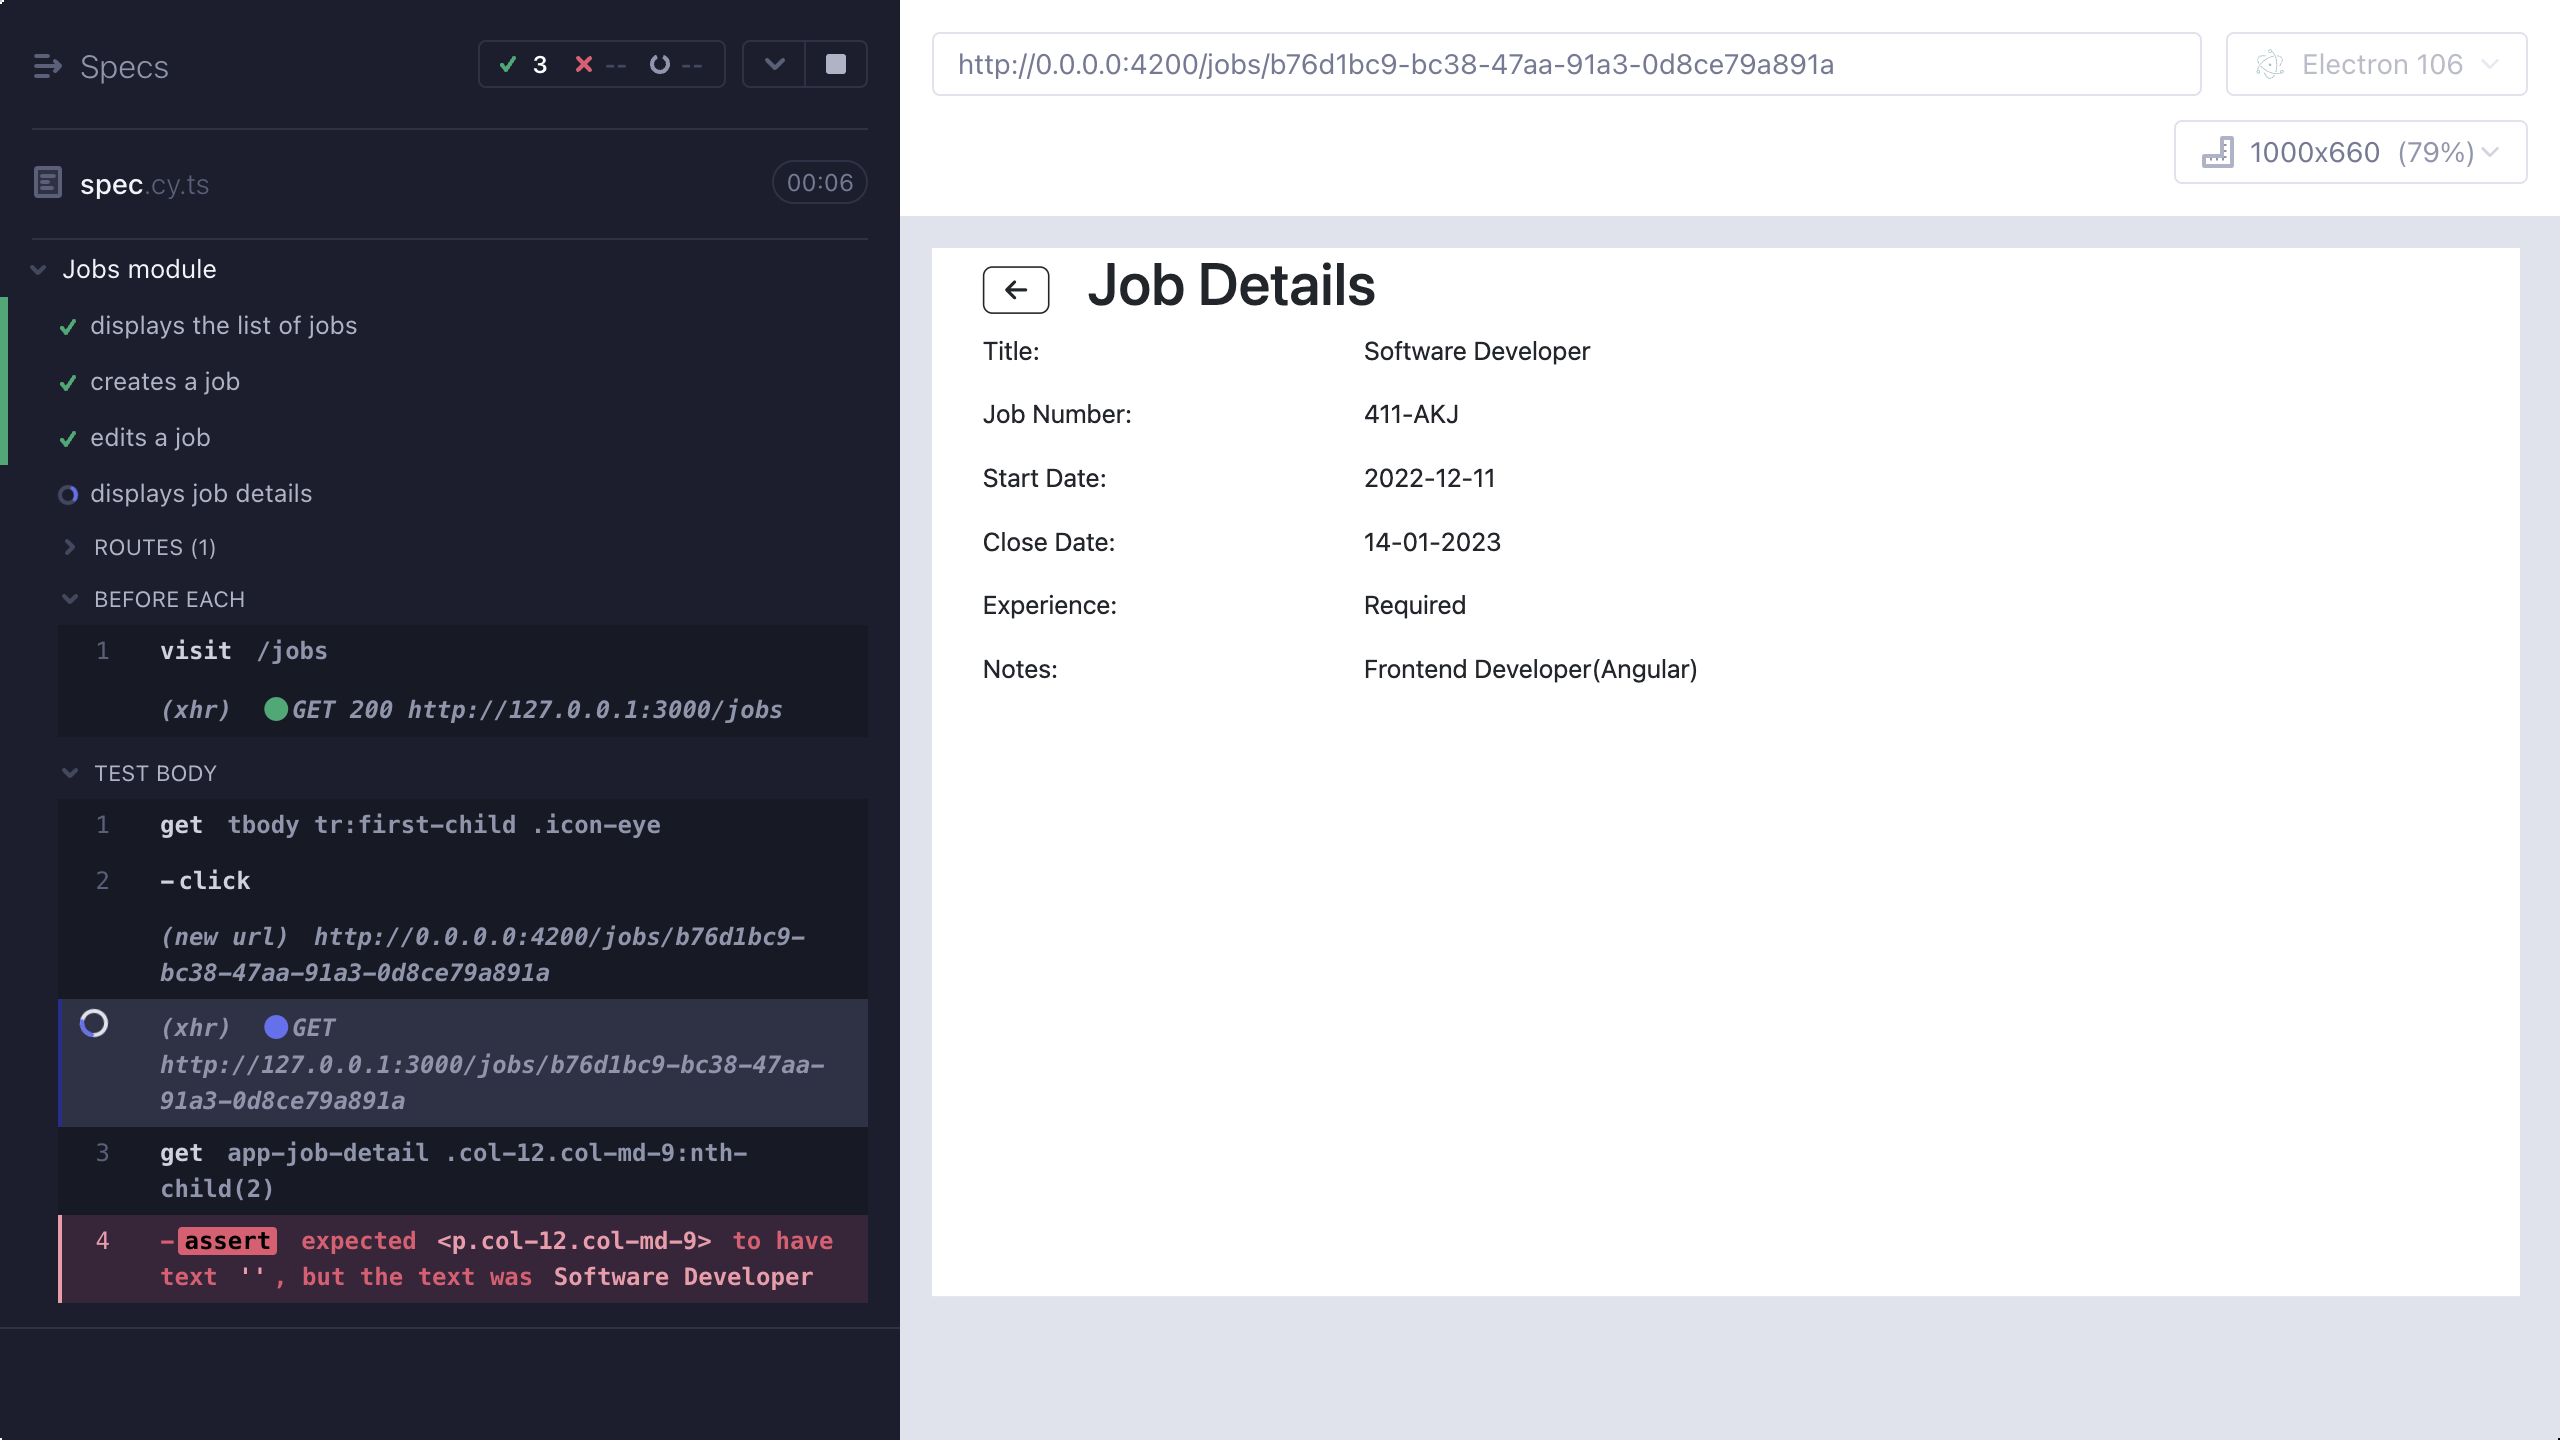 Specs
3 -- --
spec.cy.ts
00:06
Jobs module
displays the list of jobs
creates a job
edits a job
displays job details
ROUTES (1)
BEFORE EACH
1 visit /jobs
(xhr) GET 200 http://127.0.0.1:3000/jobs
TEST BODY
1 get tbody tr:first-child .icon-eye
2 -click
(new url) http://0.0.0.0:4200/jobs/b76d1bc9-
bc38-47aa-91a3-0d8ce79a891a
(xhr) GET
http://127.0.0.1:3000/jobs/b76d1bc9-bc38-47aa-
91a3-0d8ce79a891a
3 get app-job-detail .col-12.col-md-9:nth-
child(2)
4 -assert expected <p.col-12.col-md-9> to have
text '', but the text was Software Developer
http://0.0.0.0:4200/jobs/b76d1bc9-bc38-47aa-91a3-0d8ce79a891a
Electron 106
1000x660 (79%)
Job Details
Title: Software Developer
Job Number: 411-AKJ
Start Date: 2022-12-11
Close Date: 14-01-2023
Experience: Required
Notes: Frontend Developer(Angular)